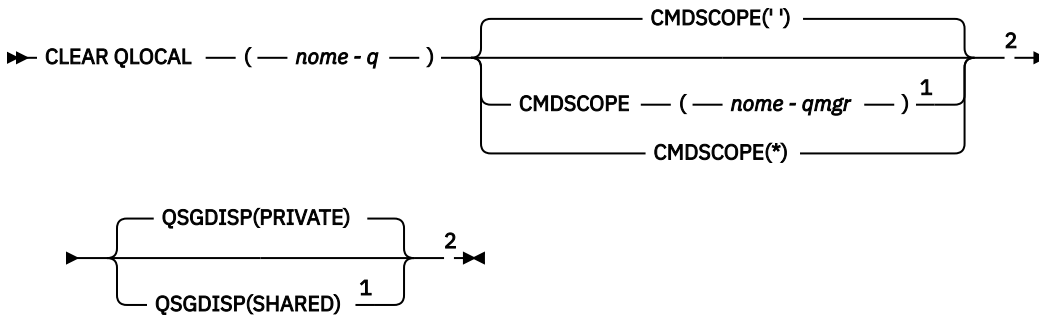 CMDSCOPE(' ')
CLEAR QLOCAL ( nome - q ) 2
CMDSCOPE ( nome - qmgr ) 1
CMDSCOPE(*)
QSGDISP(PRIVATE)
2
QSGDISP(SHARED) 1